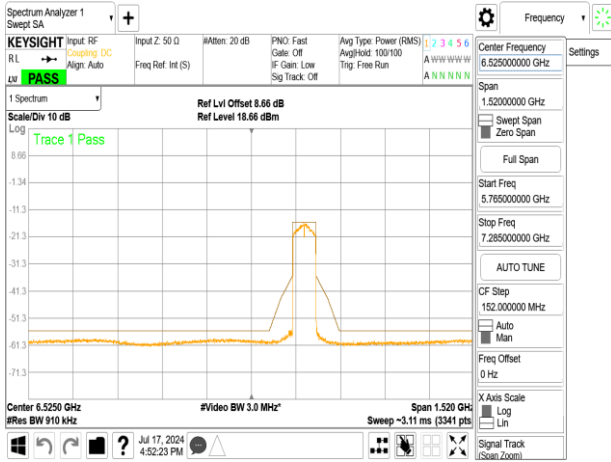 Spectrum Analyzer 1
Swept SA
Frequency
KEYSIGHT
RL
PASS
Input: RF
Coupling: DC
Align: Auto
Input Z: 50 Ω
Freq Ref: Int (S)
#Atten: 20 dB
PNO: Fast
Gate: Off
IF Gain: Low
Sig Track: Off
Avg Type: Power (RMS)
Avg|Hold: 100/100
Trig: Free Run
1 2 3 4 5 6
A W W W W W
A N N N N N
1 Spectrum
Scale/Div 10 dB
Log
Ref Lvl Offset 8.66 dB
Ref Level 18.66 dBm
Trace 1 Pass
8.66
-1.34
-11.3
-21.3
-31.3
-41.3
-51.3
-61.3
-71.3
Center 6.5250 GHz
#Res BW 910 kHz
#Video BW 3.0 MHz*
Span 1.520 GHz
Sweep ~3.11 ms (3341 pts)
Jul 17, 2024
4:52:23 PM
Center Frequency
6.525000000 GHz
Settings
Span
1.52000000 GHz
Swept Span
Zero Span
Full Span
Start Freq
5.765000000 GHz
Stop Freq
7.285000000 GHz
AUTO TUNE
CF Step
152.000000 MHz
Auto
Man
Freq Offset
0 Hz
X Axis Scale
Log
Lin
Signal Track
(Span Zoom)